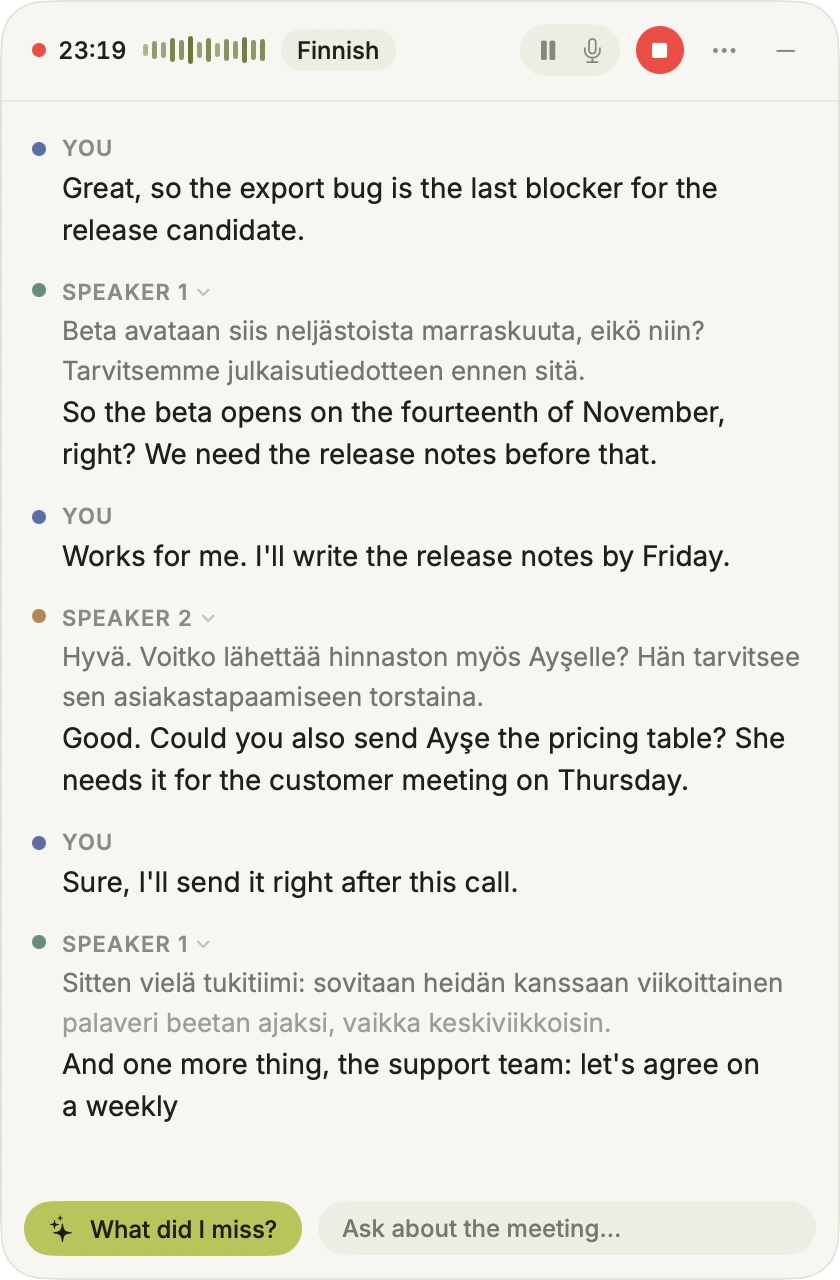 23:19
Finnish
YOU
Great, so the export bug is the last blocker for the
release candidate.
SPEAKER 1
Beta avataan siis neljästoista marraskuuta, eikö niin?
Tarvitsemme julkaisutiedotteen ennen sitä.
So the beta opens on the fourteenth of November,
right? We need the release notes before that.
YOU
Works for me. I'll write the release notes by Friday.
SPEAKER 2
Hyvä. Voitko lähettää hinnaston myös Ayşelle? Hän tarvitsee
sen asiakastapaamiseen torstaina.
Good. Could you also send Ayşe the pricing table? She
needs it for the customer meeting on Thursday.
YOU
Sure, I'll send it right after this call.
SPEAKER 1
Sitten vielä tukitiimi: sovitaan heidän kanssaan viikoittainen
palaveri beetan ajaksi, vaikka keskiviikkoisin.
And one more thing, the support team: let's agree on
a weekly
What did I miss?
Ask about the meeting...